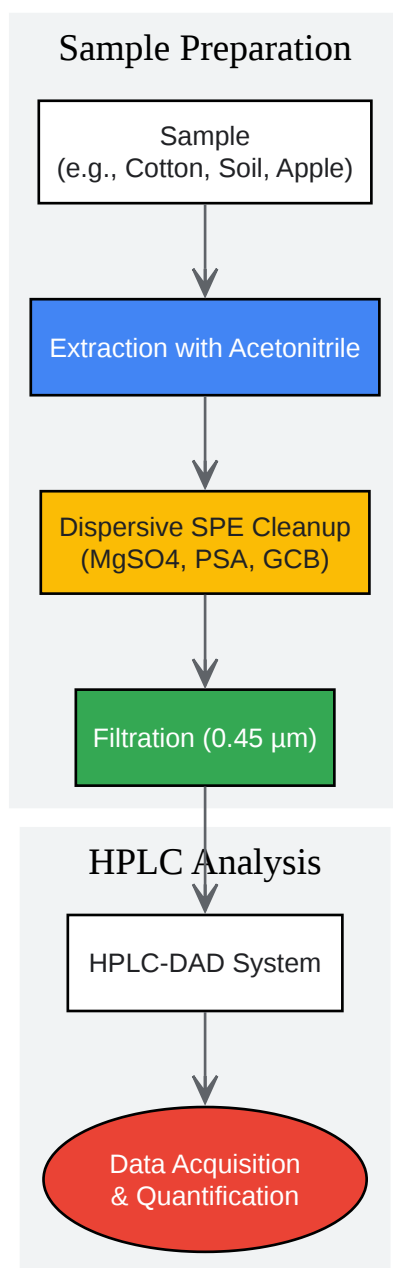 Sample Preparation
Sample
(e.g., Cotton, Soil, Apple)
Extraction with Acetonitrile
Dispersive SPE Cleanup
(MgSO4, PSA, GCB)
Filtration (0.45 µm)
HPLC Analysis
HPLC-DAD System
Data Acquisition
& Quantification